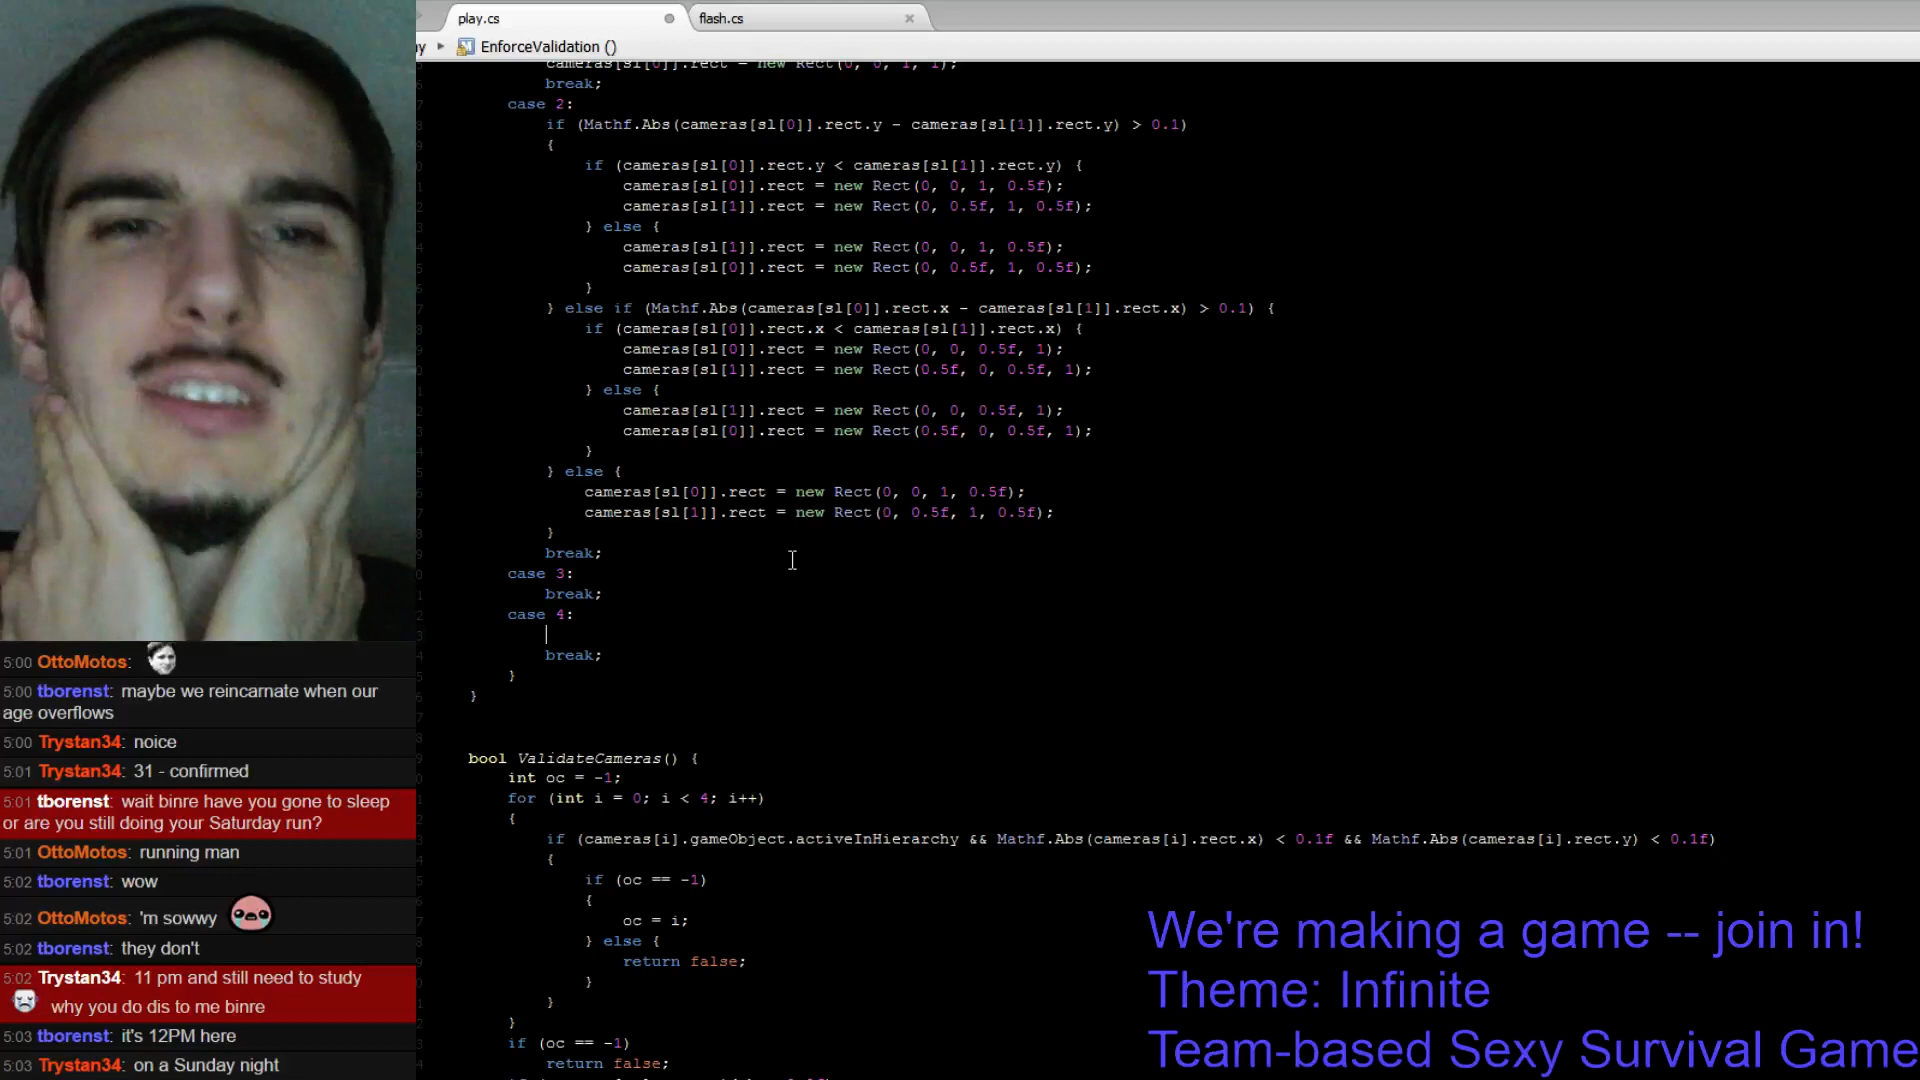 play.cs
flash.cs
EnforceValidation ()
cameras[sl[0]].rect = new Rect(0, 0, 1, 1);
break;
case 2:
if (Mathf.Abs(cameras[sl[0]].rect.y - cameras[sl[1]].rect.y) > 0.1)
{
if (cameras[sl[0]].rect.y < cameras[sl[1]].rect.y) {
cameras[sl[0]].rect = new Rect(0, 0, 1, 0.5f);
cameras[sl[1]].rect = new Rect(0, 0.5f, 1, 0.5f);
} else {
cameras[sl[1]].rect = new Rect(0, 0, 1, 0.5f);
cameras[sl[0]].rect = new Rect(0, 0.5f, 1, 0.5f);
}
} else if (Mathf.Abs(cameras[sl[0]].rect.x - cameras[sl[1]].rect.x) > 0.1) {
if (cameras[sl[0]].rect.x < cameras[sl[1]].rect.x) {
cameras[sl[0]].rect = new Rect(0, 0, 0.5f, 1);
cameras[sl[1]].rect = new Rect(0.5f, 0, 0.5f, 1);
} else {
cameras[sl[1]].rect = new Rect(0, 0, 0.5f, 1);
cameras[sl[0]].rect = new Rect(0.5f, 0, 0.5f, 1);
}
} else {
cameras[sl[0]].rect = new Rect(0, 0, 1, 0.5f);
cameras[sl[1]].rect = new Rect(0, 0.5f, 1, 0.5f);
}
break;
case 3:
break;
case 4:
break;
}
}
bool ValidateCameras() {
int oc = -1;
for (int i = 0; i < 4; i++)
{
if (cameras[i].gameObject.activeInHierarchy && Mathf.Abs(cameras[i].rect.x) < 0.1f && Mathf.Abs(cameras[i].rect.y) < 0.1f)
{
if (oc == -1)
{
oc = i;
} else {
return false;
}
}
}
if (oc == -1)
return false;
5:00 OttoMotos:
5:00 tborenst: maybe we reincarnate when our
age overflows
5:00 Trystan34: noice
5:01 Trystan34: 31 - confirmed
5:01 tborenst: wait binre have you gone to sleep
or are you still doing your Saturday run?
5:01 OttoMotos: running man
5:02 tborenst: wow
5:02 OttoMotos: 'm sowwy
5:02 tborenst: they don't
5:02 Trystan34: 11 pm and still need to study
why you do dis to me binre
5:03 tborenst: it's 12PM here
5:03 Trystan34: on a Sunday night
We're making a game -- join in!
Theme: Infinite
Team-based Sexy Survival Game